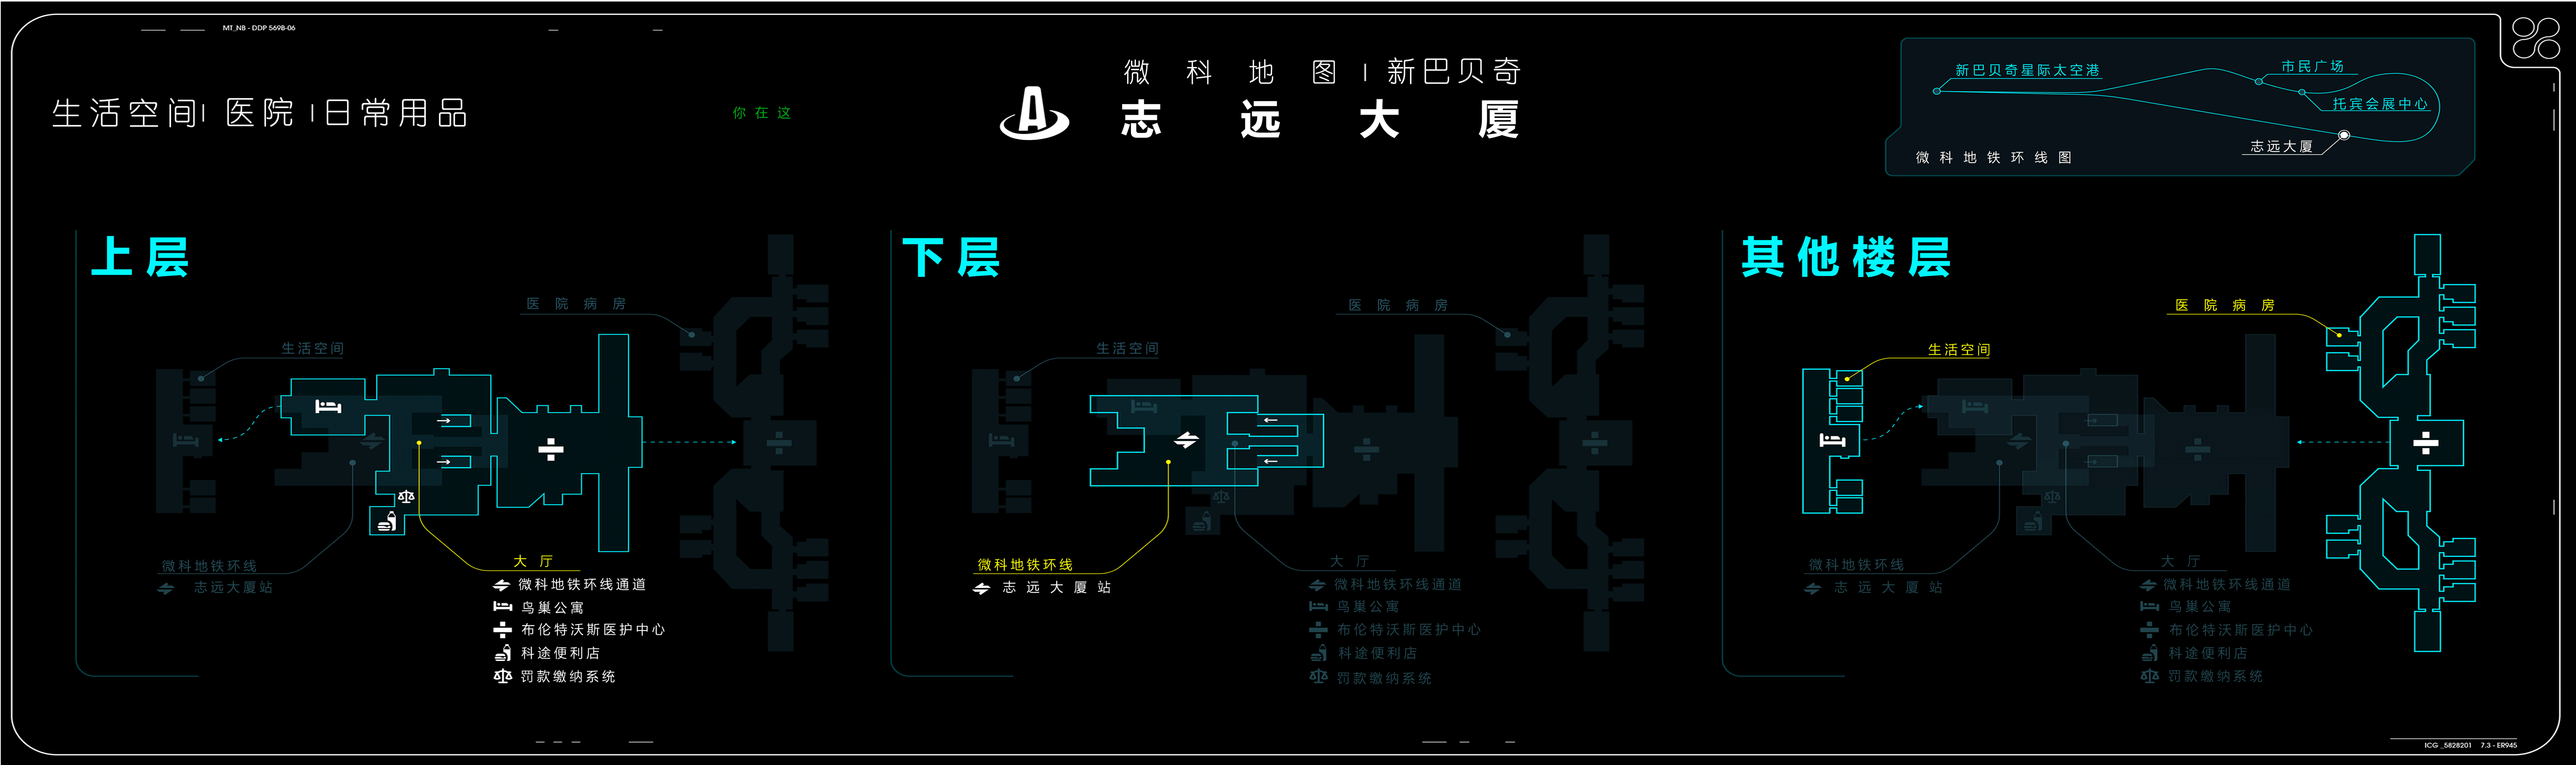 MT_N8 - DDP 569B-06
生活空间 | 医院 | 日常用品
你在这
微科地图 | 新巴贝奇
志远大厦
新巴贝奇星际太空港
市民广场
托宾会展中心
志远大厦
微科地铁环线图
上层
医院病房
生活空间
微科地铁环线
志远大厦站
大厅
微科地铁环线通道
鸟巢公寓
布伦特沃斯医护中心
科途便利店
罚款缴纳系统
下层
医院病房
生活空间
微科地铁环线
志远大厦站
大厅
微科地铁环线通道
鸟巢公寓
布伦特沃斯医护中心
科途便利店
罚款缴纳系统
其他楼层
医院病房
生活空间
微科地铁环线
志远大厦站
大厅
微科地铁环线通道
鸟巢公寓
布伦特沃斯医护中心
科途便利店
罚款缴纳系统
ICG _5828201 7.3 - ER945